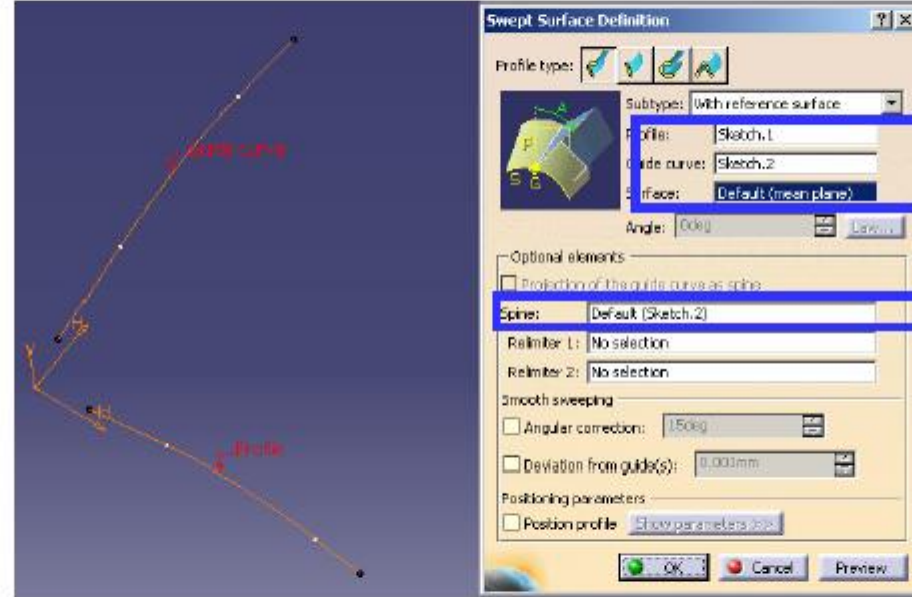 Swept Surface Definition
Profile type:
Subtype: With reference surface
Profile: Sketch.1
Guide curve: Sketch.2
Surface: Default (mean plane)
Angle: 0deg Law...
Optional elements
Projection of the guide curve as spine
Spine: Default (Sketch.2)
Relimiter 1: No selection
Relimiter 2: No selection
Smooth sweeping
Angular correction: 15deg
Deviation from guide(s): 0.001mm
Positioning parameters
Position profile Show parameters >>
OK Cancel Preview
Guide curve
Profile
A
P
S G
V
H
H